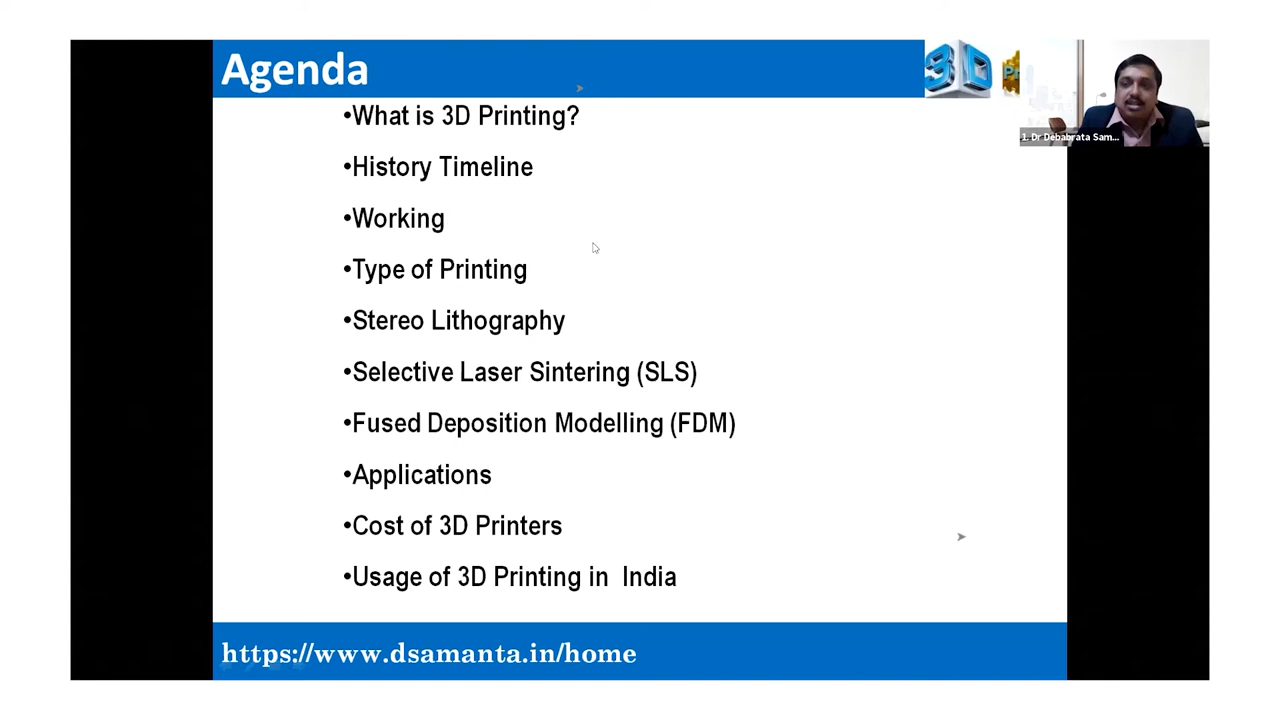 Agenda
3D Pr
1. Dr Debabrata Sam...
•What is 3D Printing?
•History Timeline
•Working
•Type of Printing
•Stereo Lithography
•Selective Laser Sintering (SLS)
•Fused Deposition Modelling (FDM)
•Applications
•Cost of 3D Printers
•Usage of 3D Printing in India
https://www.dsamanta.in/home